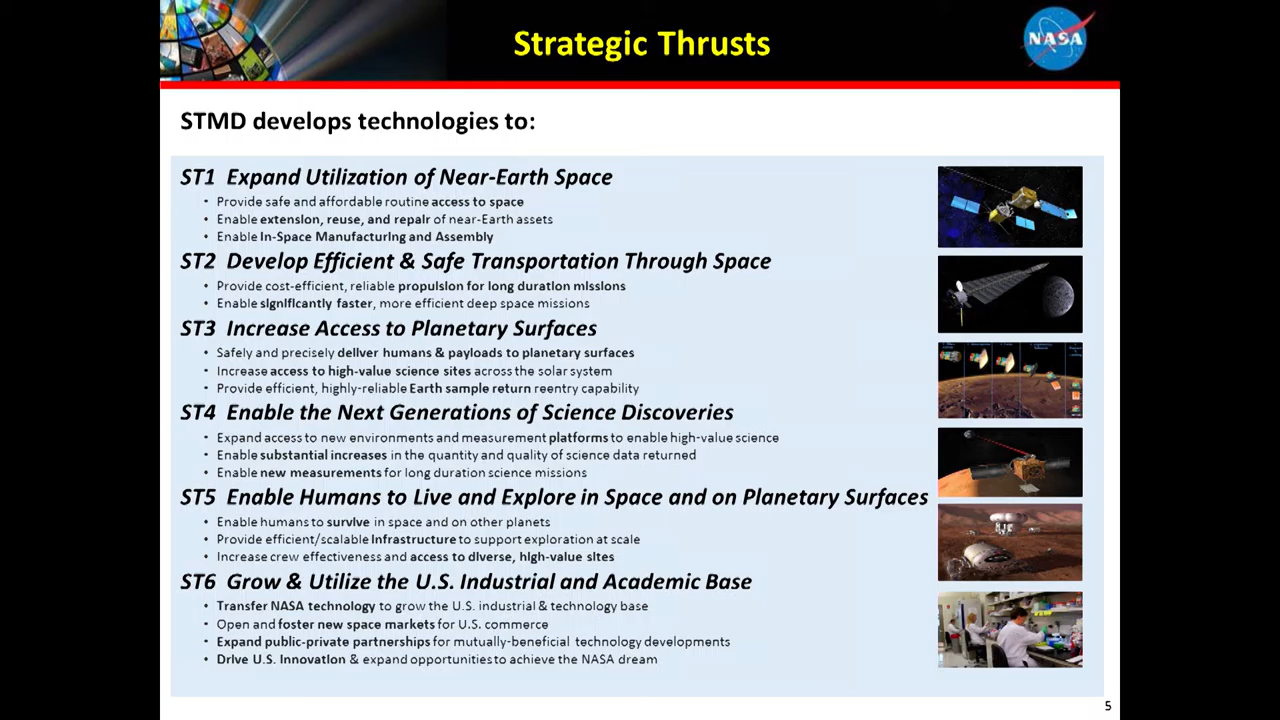 Strategic Thrusts
NASA
STMD develops technologies to:
ST1 Expand Utilization of Near-Earth Space
• Provide safe and affordable routine access to space
• Enable extension, reuse, and repair of near-Earth assets
• Enable In-Space Manufacturing and Assembly
ST2 Develop Efficient & Safe Transportation Through Space
• Provide cost-efficient, reliable propulsion for long duration missions
• Enable significantly faster, more efficient deep space missions
ST3 Increase Access to Planetary Surfaces
• Safely and precisely deliver humans & payloads to planetary surfaces
• Increase access to high-value science sites across the solar system
• Provide efficient, highly-reliable Earth sample return reentry capability
ST4 Enable the Next Generations of Science Discoveries
• Expand access to new environments and measurement platforms to enable high-value science
• Enable substantial increases in the quantity and quality of science data returned
• Enable new measurements for long duration science missions
ST5 Enable Humans to Live and Explore in Space and on Planetary Surfaces
• Enable humans to survive in space and on other planets
• Provide efficient/scalable infrastructure to support exploration at scale
• Increase crew effectiveness and access to diverse, high-value sites
ST6 Grow & Utilize the U.S. Industrial and Academic Base
• Transfer NASA technology to grow the U.S. industrial & technology base
• Open and foster new space markets for U.S. commerce
• Expand public-private partnerships for mutually-beneficial technology developments
• Drive U.S. Innovation & expand opportunities to achieve the NASA dream
5